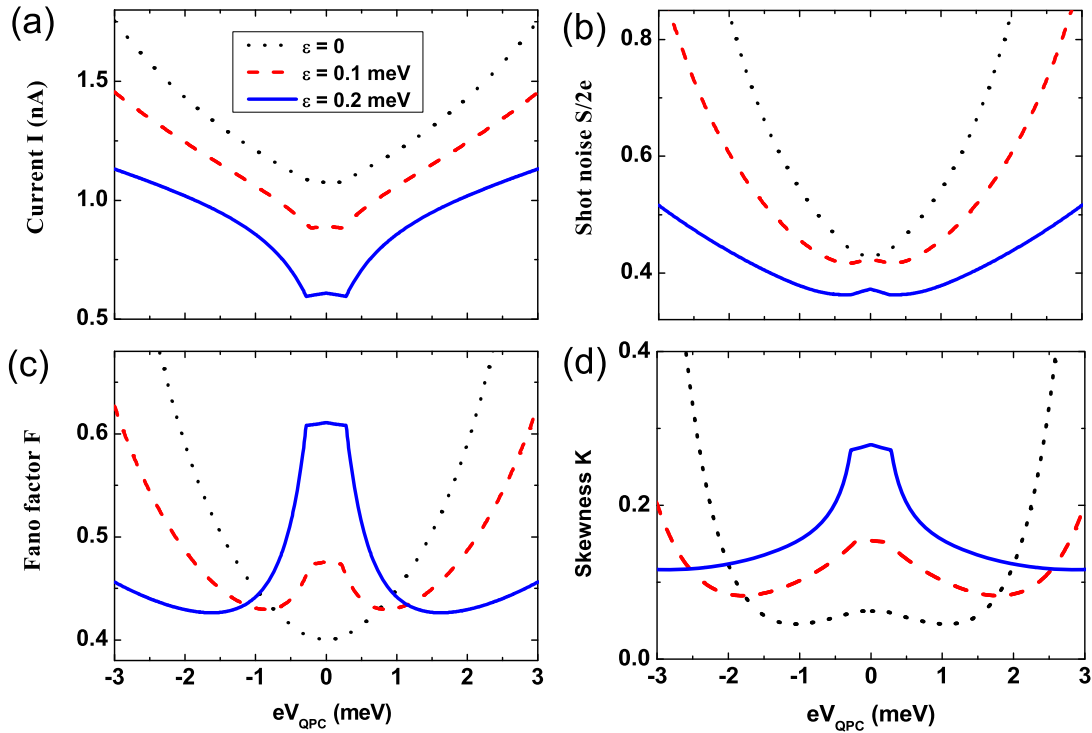 (a)
ε = 0
ε = 0.1 meV
ε = 0.2 meV
Current I (nA)
1.5
1.0
0.5
(b)
Shot noise S/2e
0.8
0.6
0.4
(c)
Fano factor F
0.6
0.5
0.4
-3 -2 -1 0 1 2 3
eV_QPC (meV)
(d)
Skewness K
0.4
0.2
0.0
-3 -2 -1 0 1 2 3
eV_QPC (meV)